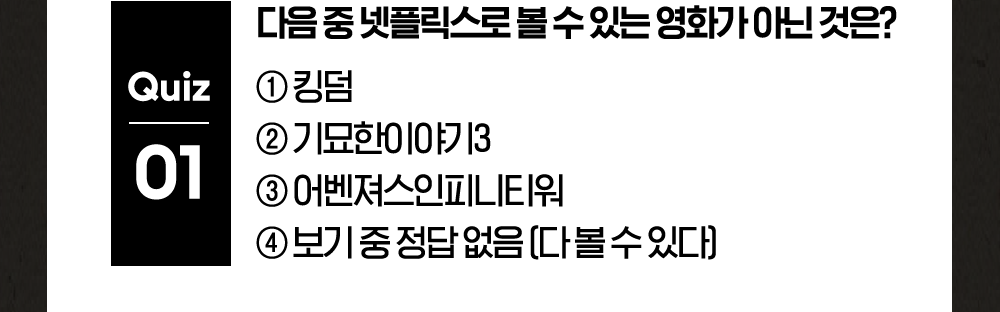 다음 중 넷플릭스로 볼 수 있는 영화가 아닌 것은?
Quiz
01
① 킹덤
② 기묘한이야기3
③ 어벤져스인피니티워
④ 보기 중 정답 없음 (다 볼 수 있다)